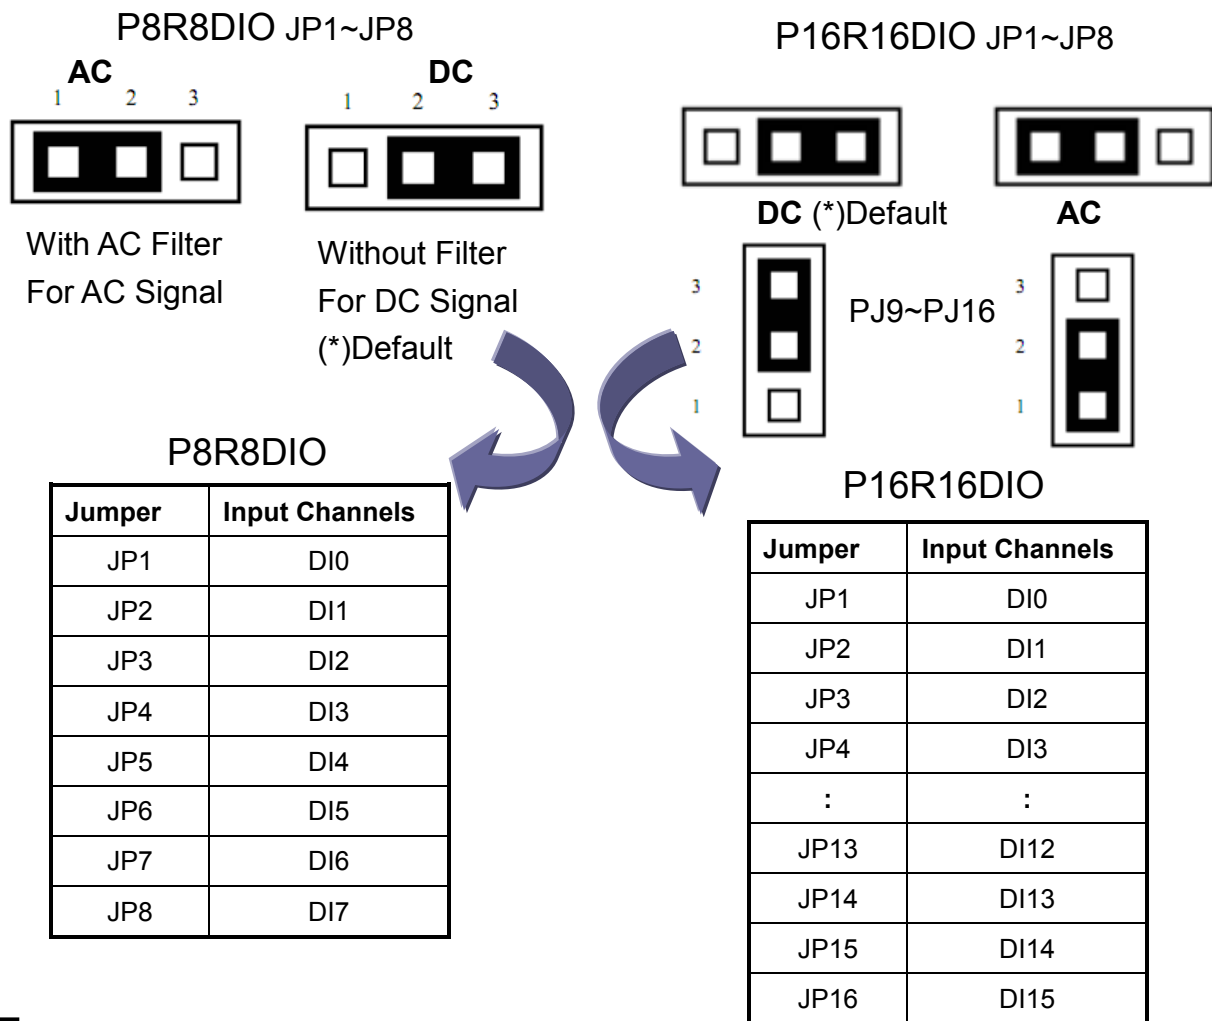 P8R8DIO JP1~JP8
AC
1 2 3
With AC Filter
For AC Signal
DC
1 2 3
Without Filter
For DC Signal
(*)Default
P16R16DIO JP1~JP8
DC (*)Default
AC
3
2
1
PJ9~PJ16
3
2
1
P8R8DIO
Jumper Input Channels
JP1 DI0
JP2 DI1
JP3 DI2
JP4 DI3
JP5 DI4
JP6 DI5
JP7 DI6
JP8 DI7
P16R16DIO
Jumper Input Channels
JP1 DI0
JP2 DI1
JP3 DI2
JP4 DI3
: :
JP13 DI12
JP14 DI13
JP15 DI14
JP16 DI15